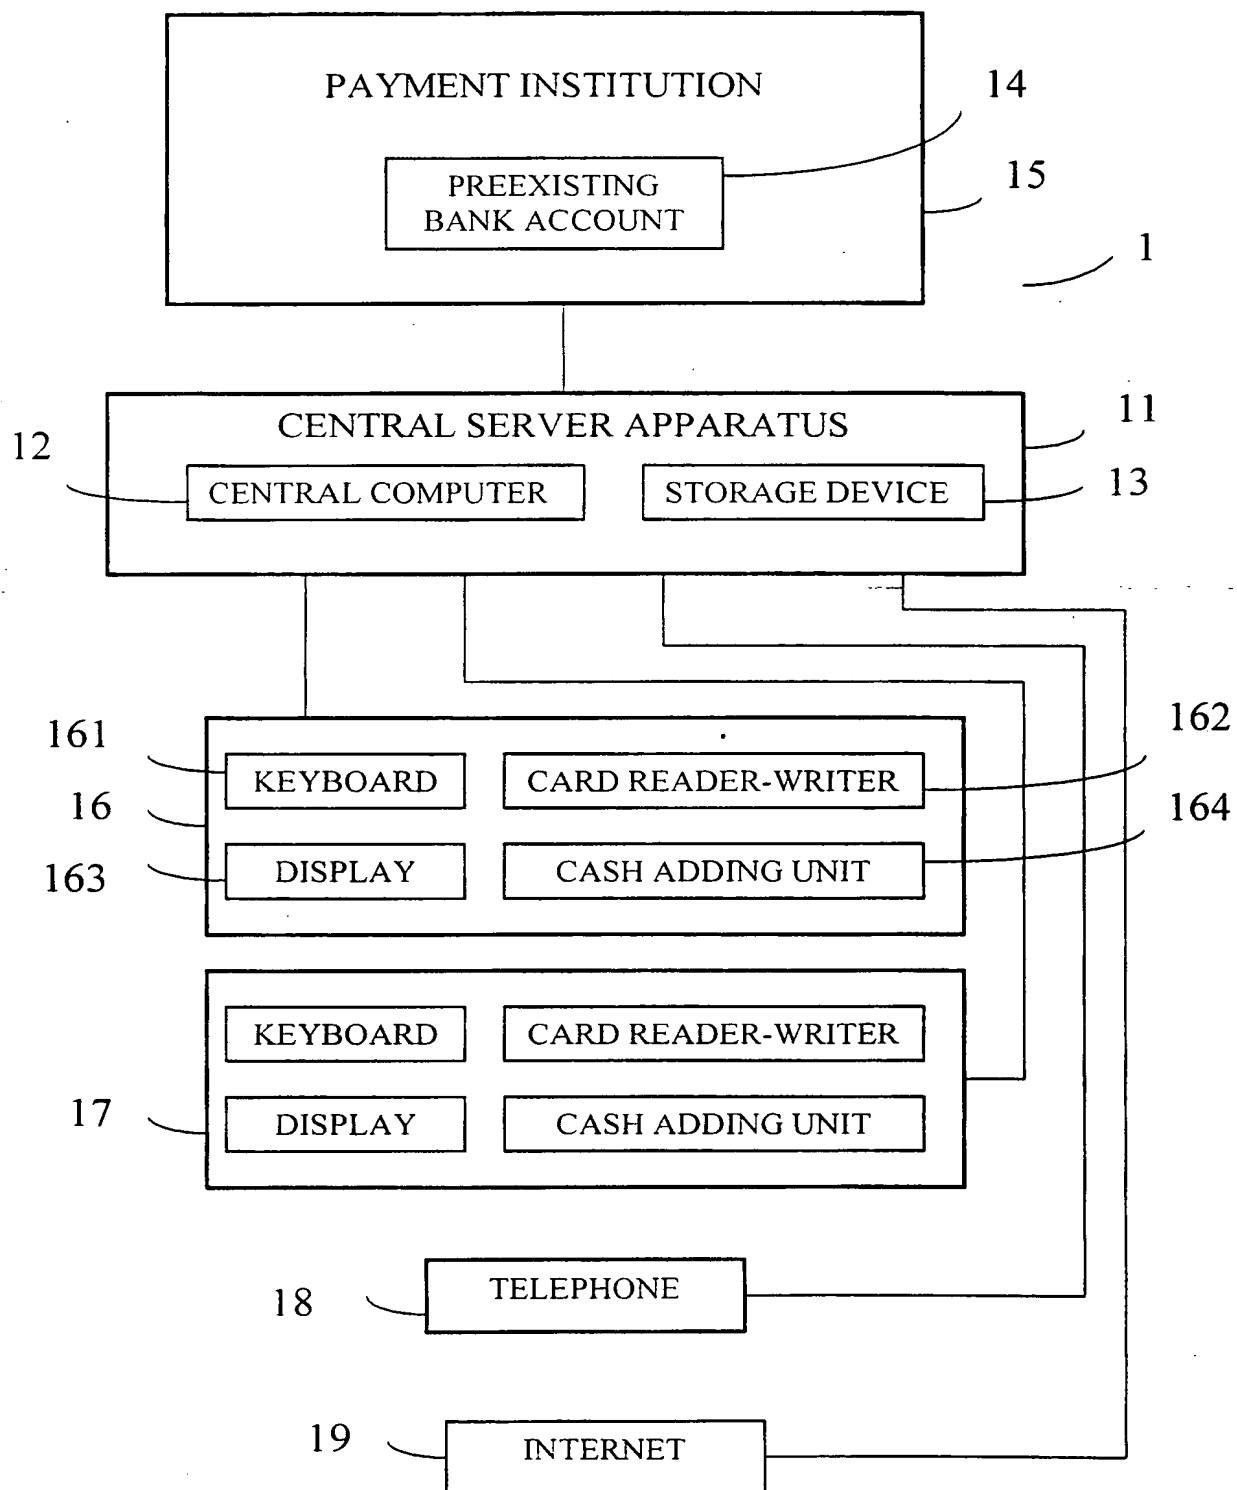 PAYMENT INSTITUTION
14
PREEXISTING
BANK ACCOUNT
15
1
CENTRAL SERVER APPARATUS
11
12
CENTRAL COMPUTER
STORAGE DEVICE
13
161
KEYBOARD
CARD READER-WRITER
162
16
164
163
DISPLAY
CASH ADDING UNIT
KEYBOARD
CARD READER-WRITER
17
DISPLAY
CASH ADDING UNIT
18
TELEPHONE
19
INTERNET